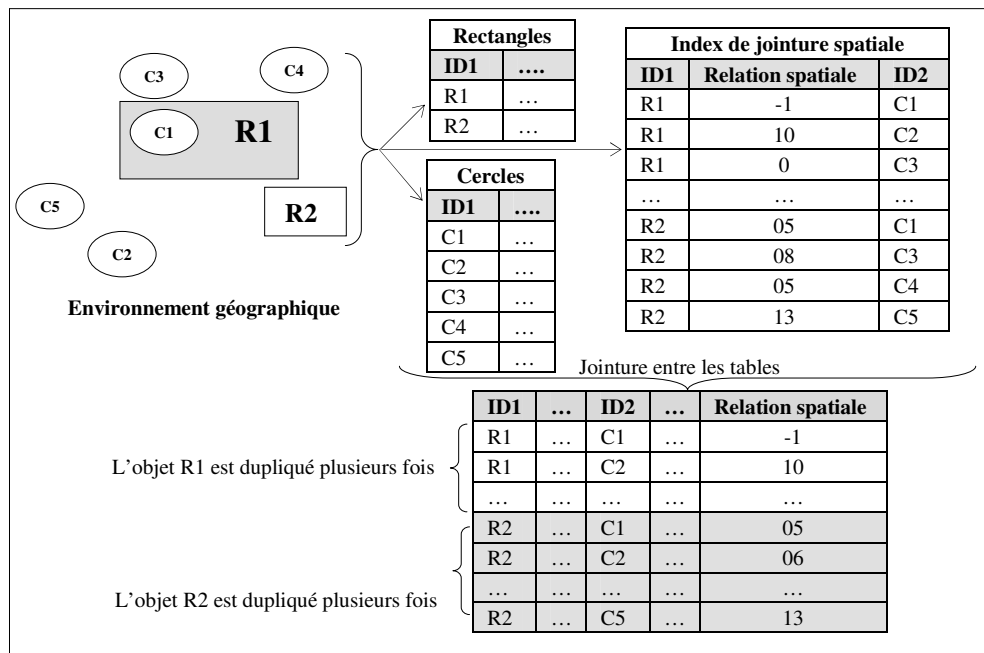 C3
C4
C1
R1
C5
R2
C2
Environnement géographique
Rectangles
ID1 ....
R1 …
R2 …
Cercles
ID1 ....
C1 …
C2 …
C3 …
C4 …
C5 …
Index de jointure spatiale
ID1 Relation spatiale ID2
R1 -1 C1
R1 10 C2
R1 0 C3
… … …
R2 05 C1
R2 08 C3
R2 05 C4
R2 13 C5
Jointure entre les tables
ID1 … ID2 … Relation spatiale
R1 … C1 … -1
R1 … C2 … 10
… … … … …
R2 … C1 … 05
R2 … C2 … 06
… … … … …
R2 … C5 … 13
L'objet R1 est dupliqué plusieurs fois
L'objet R2 est dupliqué plusieurs fois